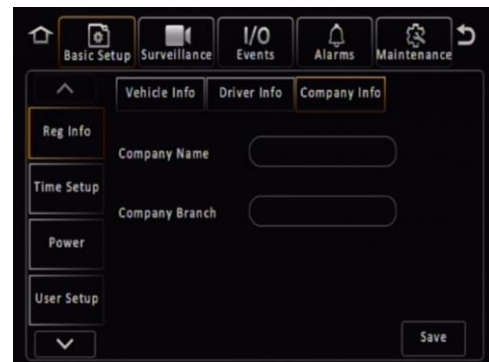 Basic Setup
Surveillance
I/O
Events
Alarms
Maintenance
Vehicle Info
Driver Info
Company Info
Reg Info
Time Setup
Power
User Setup
Company Name
Company Branch
Save